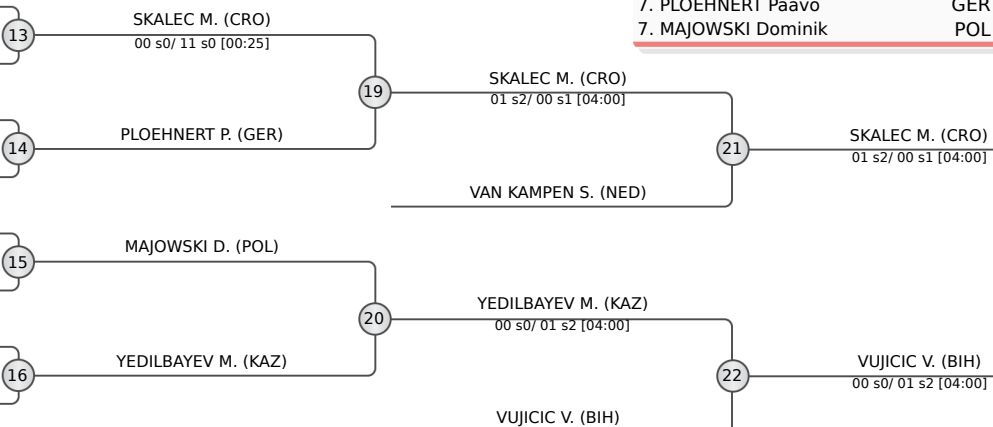 7. PLOEHNERT Paavo GER
7. MAJOWSKI Dominik POL
13
SKALEC M. (CRO)
00 s0/ 11 s0 [00:25]
19
SKALEC M. (CRO)
01 s2/ 00 s1 [04:00]
14
PLOEHNERT P. (GER)
21
SKALEC M. (CRO)
01 s2/ 00 s1 [04:00]
VAN KAMPEN S. (NED)
15
MAJOWSKI D. (POL)
20
YEDILBAYEV M. (KAZ)
00 s0/ 01 s2 [04:00]
16
YEDILBAYEV M. (KAZ)
22
VUJICIC V. (BIH)
00 s0/ 01 s2 [04:00]
VUJICIC V. (BIH)